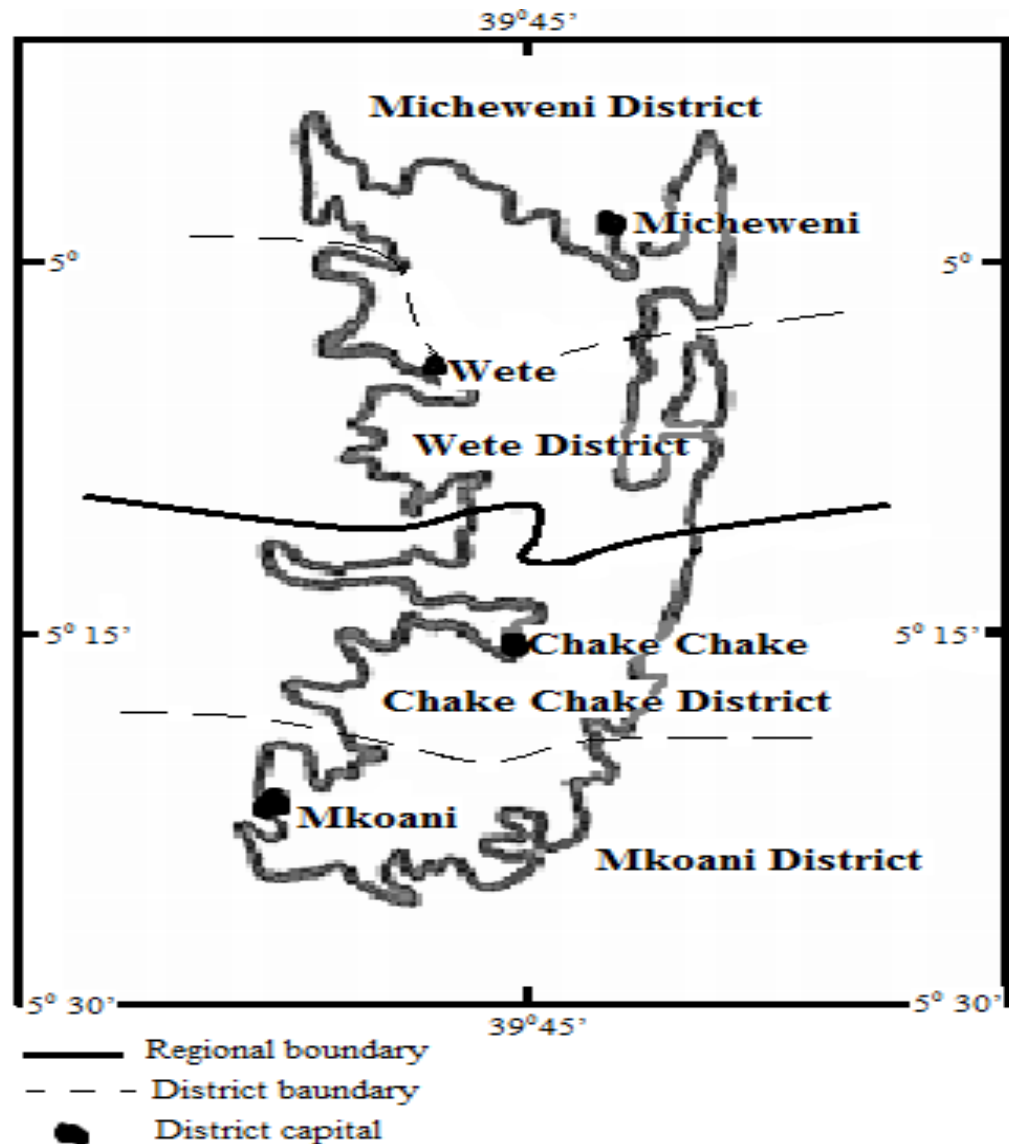 39°45’
Micheweni District
Micheweni
5° 5°
Wete
Wete District
5° 15’ 5° 15’
Chake Chake
Chake Chake District
Mkoani
Mkoani District
5° 30’ 5° 30’
39°45’
Regional boundary
District baundary
District capital